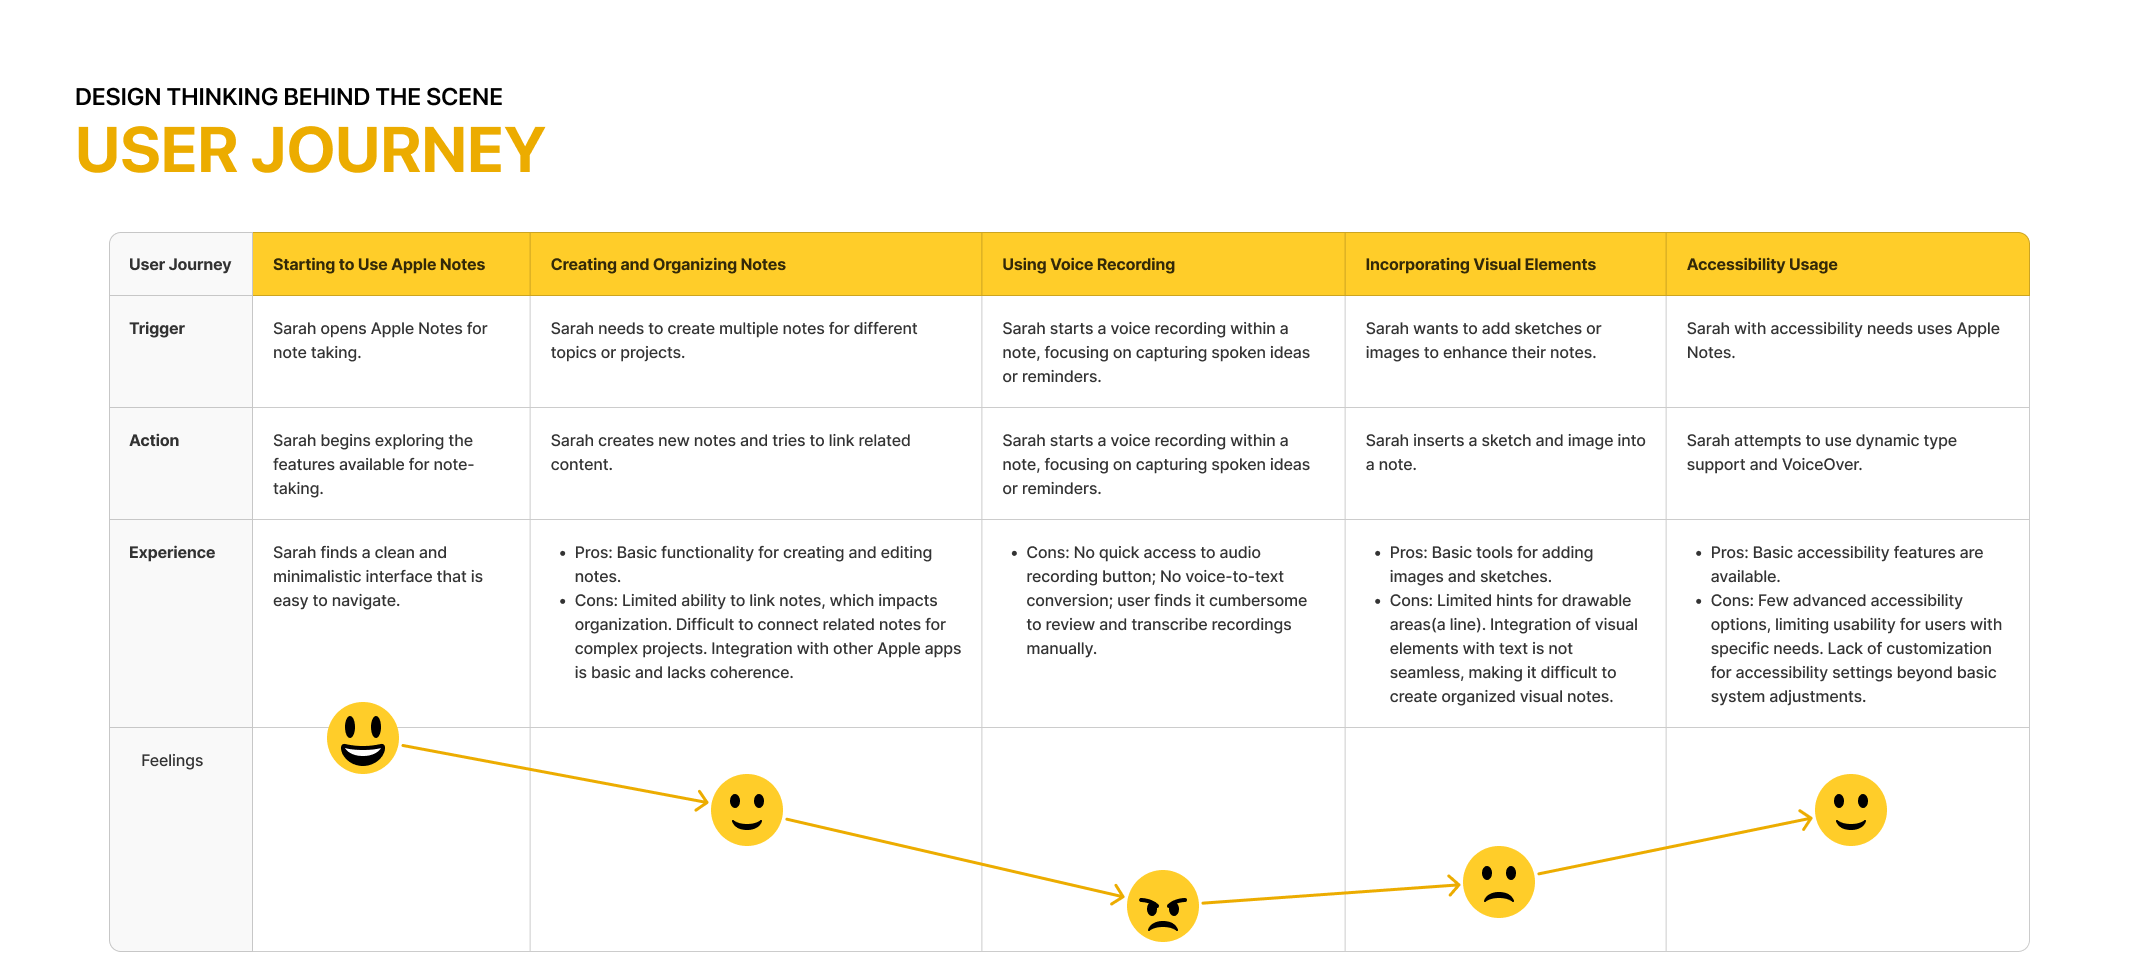 DESIGN THINKING BEHIND THE SCENE
USER JOURNEY
User Journey
Starting to Use Apple Notes
Creating and Organizing Notes
Using Voice Recording
Incorporating Visual Elements
Accessibility Usage
Trigger
Sarah opens Apple Notes for
note taking.
Sarah needs to create multiple notes for different
topics or projects.
Sarah starts a voice recording within a
note, focusing on capturing spoken ideas
or reminders.
Sarah wants to add sketches or
images to enhance their notes.
Sarah with accessibility needs uses Apple
Notes.
Action
Sarah begins exploring the
features available for note-
taking.
Sarah creates new notes and tries to link related
content.
Sarah starts a voice recording within a
note, focusing on capturing spoken ideas
or reminders.
Sarah inserts a sketch and image into
a note.
Sarah attempts to use dynamic type
support and VoiceOver.
Experience
Sarah finds a clean and
minimalistic interface that is
easy to navigate.
• Pros: Basic functionality for creating and editing
notes.
• Cons: Limited ability to link notes, which impacts
organization. Difficult to connect related notes for
complex projects. Integration with other Apple apps
is basic and lacks coherence.
• Cons: No quick access to audio
recording button; No voice-to-text
conversion; user finds it cumbersome
to review and transcribe recordings
manually.
• Pros: Basic tools for adding
images and sketches.
• Cons: Limited hints for drawable
areas(a line). Integration of visual
elements with text is not
seamless, making it difficult to
create organized visual notes.
• Pros: Basic accessibility features are
available.
• Cons: Few advanced accessibility
options, limiting usability for users with
specific needs. Lack of customization
for accessibility settings beyond basic
system adjustments.
Feelings